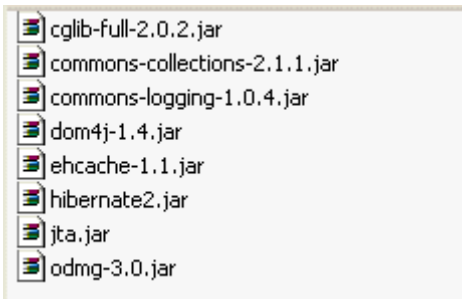 cglib-full-2.0.2.jar
commons-collections-2.1.1.jar
commons-logging-1.0.4.jar
dom4j-1.4.jar
ehcache-1.1.jar
hibernate2.jar
jta.jar
odmg-3.0.jar